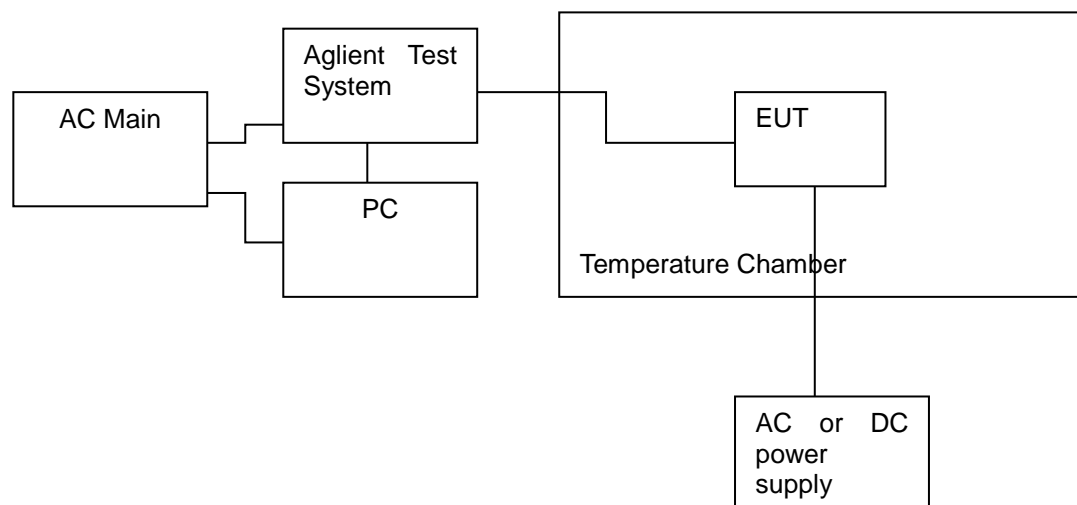 Aglient Test
System
AC Main
EUT
PC
Temperature Chamber
AC or DC
power
supply